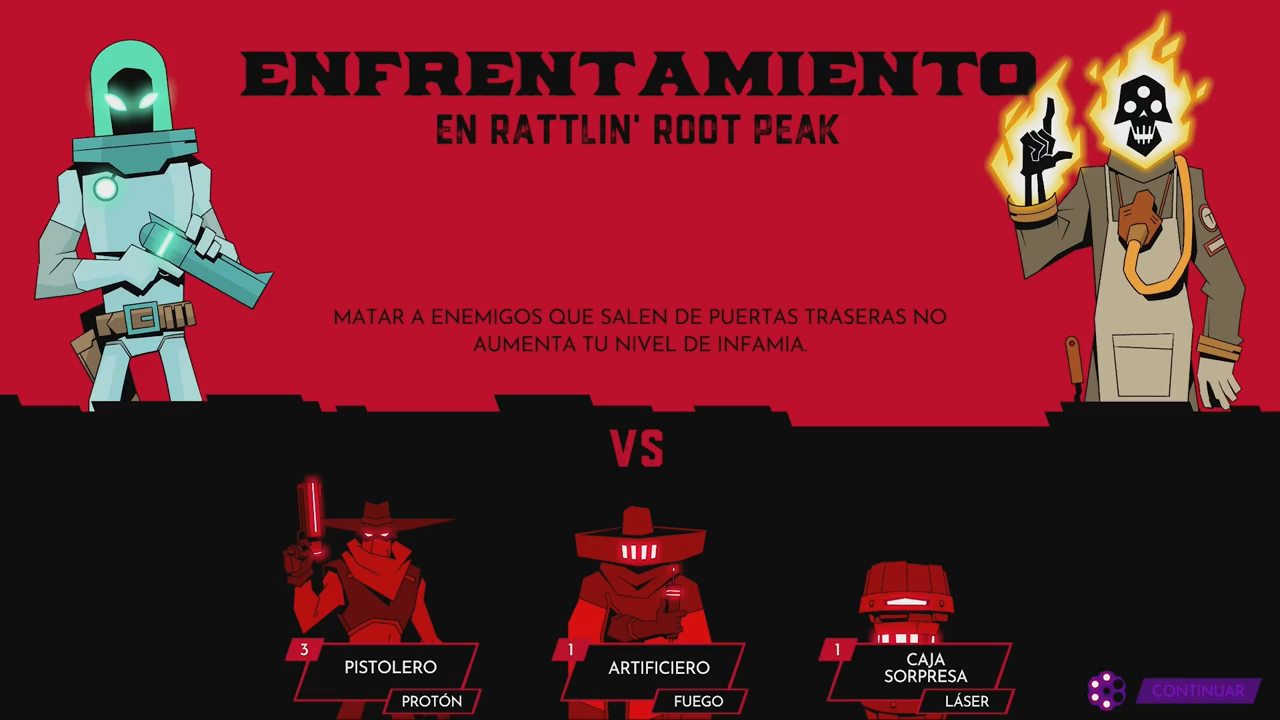 ENFRENTAMIENTO
EN RATTLIN' ROOT PEAK
MATAR A ENEMIGOS QUE SALEN DE PUERTAS TRASERAS NO
AUMENTA TU NIVEL DE INFAMIA.
VS
3
PISTOLERO
PROTÓN
1
ARTIFICIERO
FUEGO
1
CAJA
SORPRESA
LÁSER
CONTINUAR